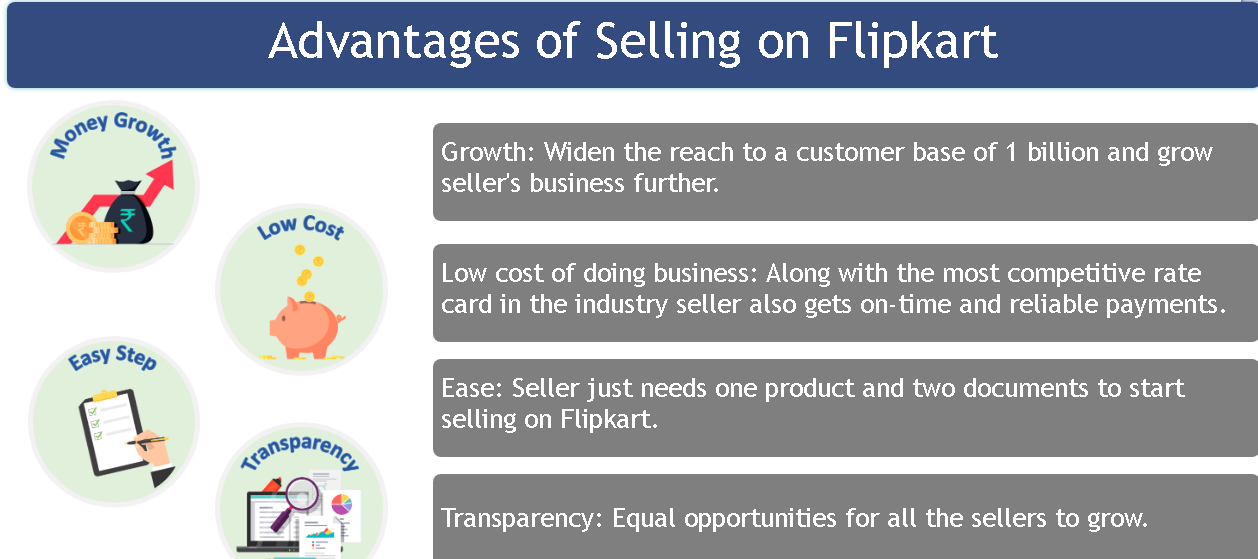 Advantages of Selling on Flipkart
Money Growth
Growth: Widen the reach to a customer base of 1 billion and grow
seller's business further.
Low Cost
Low cost of doing business: Along with the most competitive rate
card in the industry seller also gets on-time and reliable payments.
Easy Step
Ease: Seller just needs one product and two documents to start
selling on Flipkart.
Transparency
Transparency: Equal opportunities for all the sellers to grow.